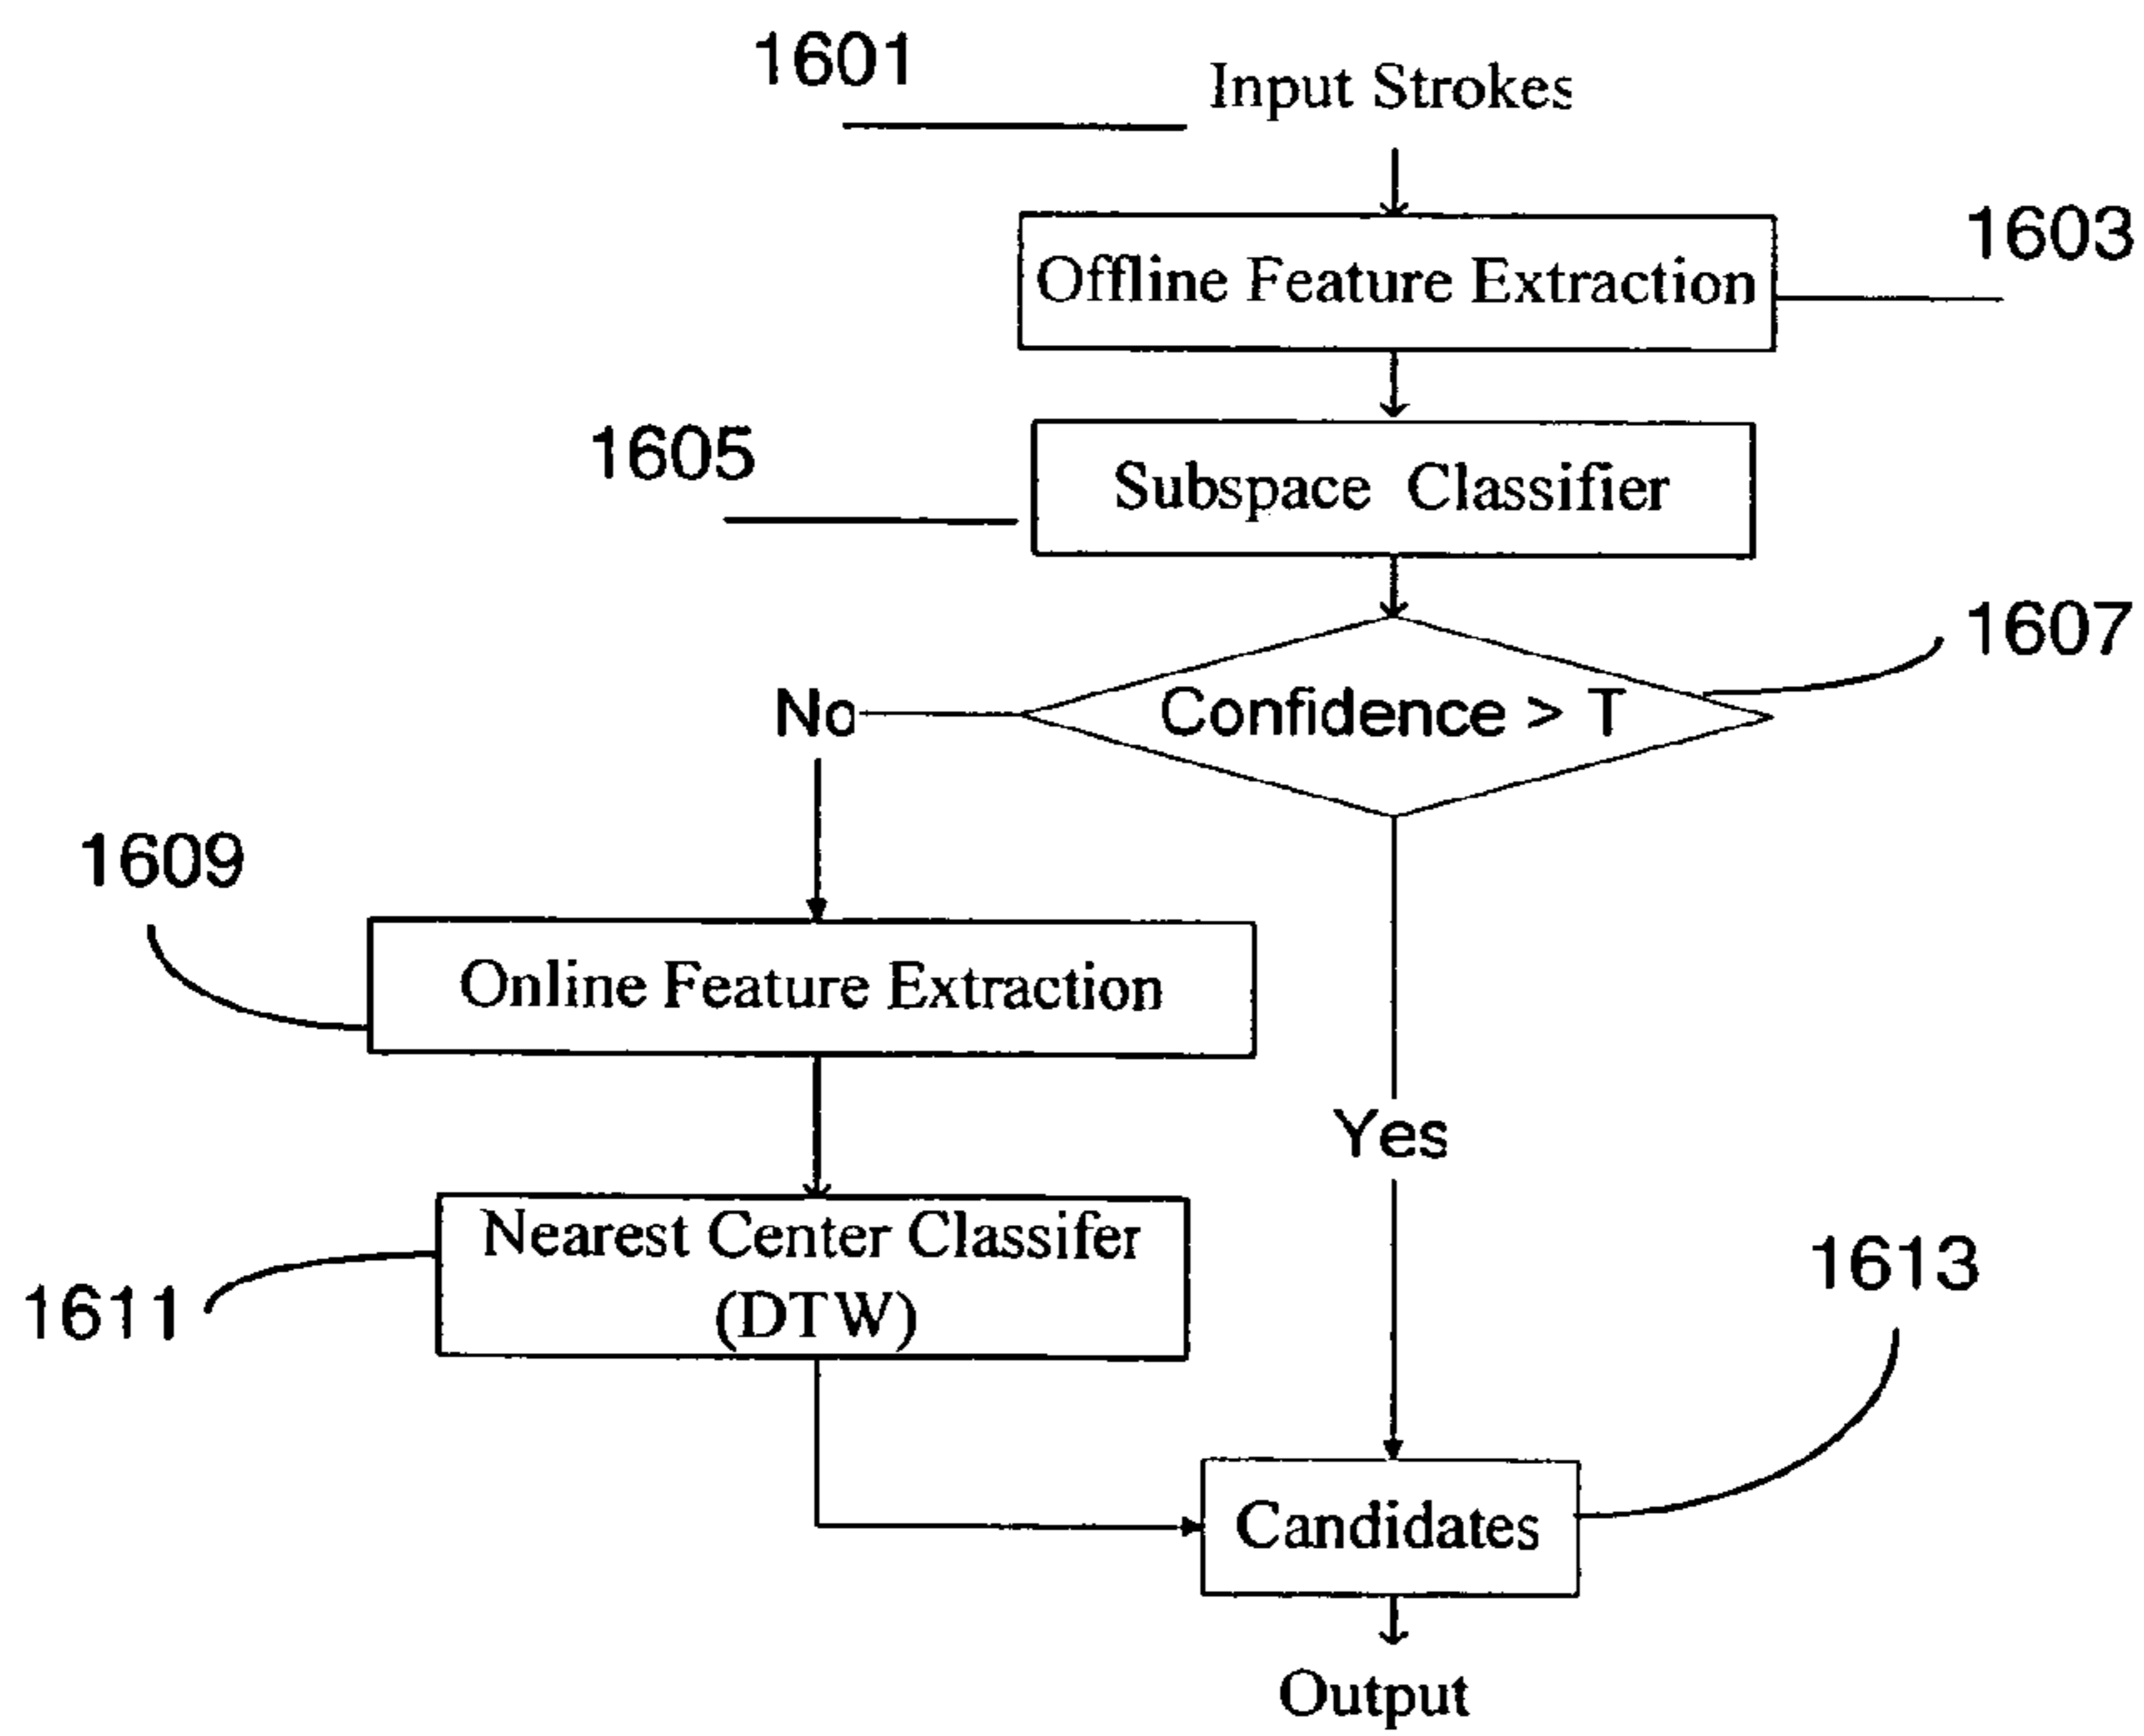 1601
Input Strokes
1603
Offline Feature Extraction
1605
Subspace Classifier
1607
Confidence > T
No
1609
Online Feature Extraction
Yes
Nearest Center Classifer
(DTW)
1611
1613
Candidates
Output